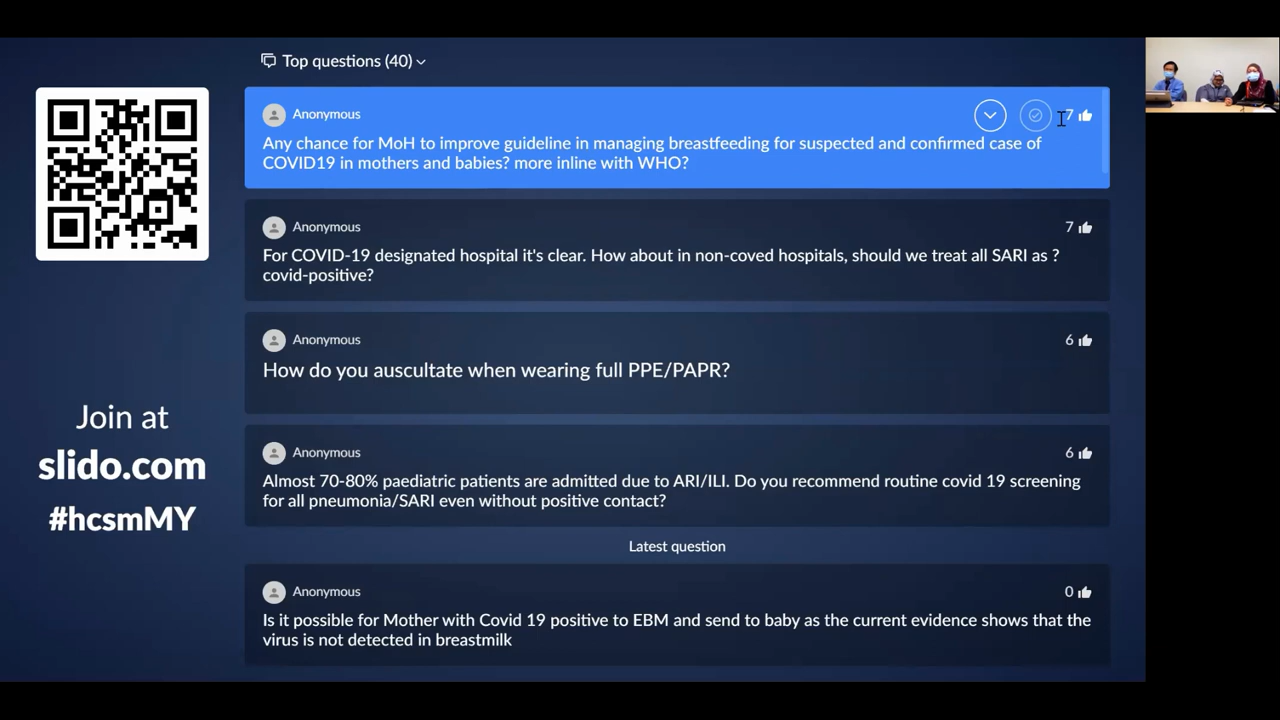 Top questions (40)
Anonymous
7
Any chance for MoH to improve guideline in managing breastfeeding for suspected and confirmed case of
COVID19 in mothers and babies? more inline with WHO?
Anonymous
7
For COVID-19 designated hospital it's clear. How about in non-coved hospitals, should we treat all SARI as ?
covid-positive?
Anonymous
6
How do you auscultate when wearing full PPE/PAPR?
Anonymous
6
Almost 70-80% paediatric patients are admitted due to ARI/ILI. Do you recommend routine covid 19 screening
for all pneumonia/SARI even without positive contact?
Latest question
Anonymous
0
Is it possible for Mother with Covid 19 positive to EBM and send to baby as the current evidence shows that the
virus is not detected in breastmilk
Join at
slido.com
#hcsmMY